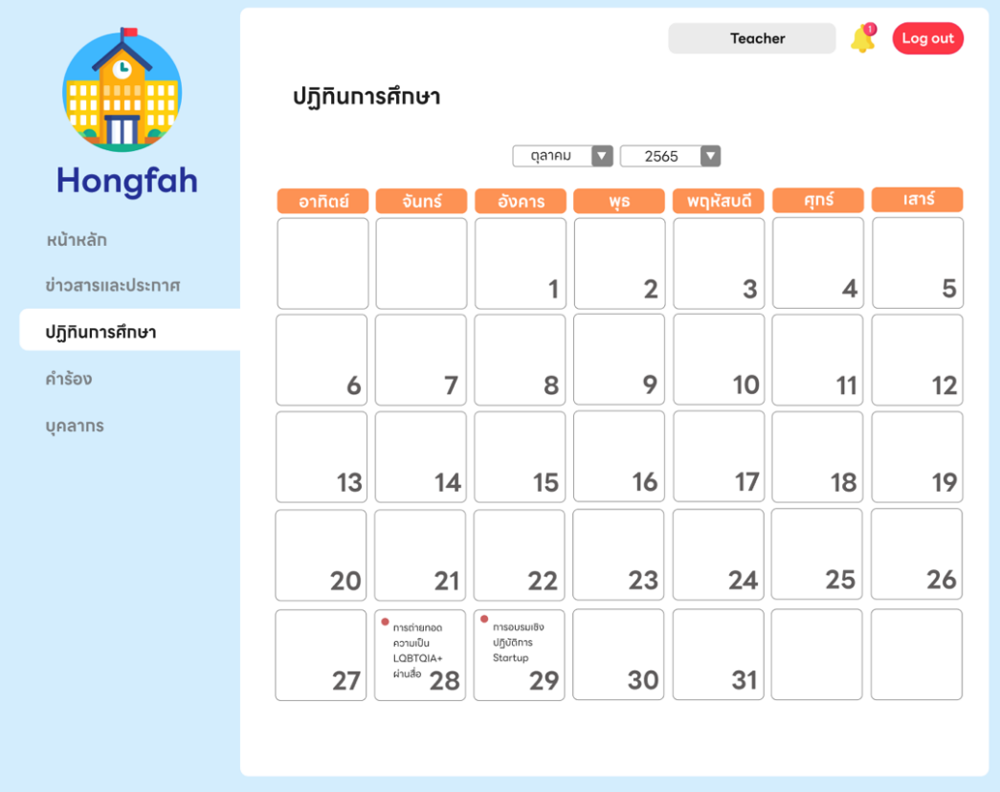 Teacher
1
Log out
Hongfah
ปฏิทินการศึกษา
ตุลาคม 2565
หน้าหลัก
ข่าวสารและประกาศ
ปฏิทินการศึกษา
คำร้อง
บุคลากร
อาทิตย์ จันทร์ อังคาร พุธ พฤหัสบดี ศุกร์ เสาร์
1 2 3 4 5
6 7 8 9 10 11 12
13 14 15 16 17 18 19
20 21 22 23 24 25 26
การถ่ายทอด
ความเป็น
LQBTQIA+
ผ่านสื่อ
การอบรมเชิง
ปฏิบัติการ
Startup
27 28 29 30 31